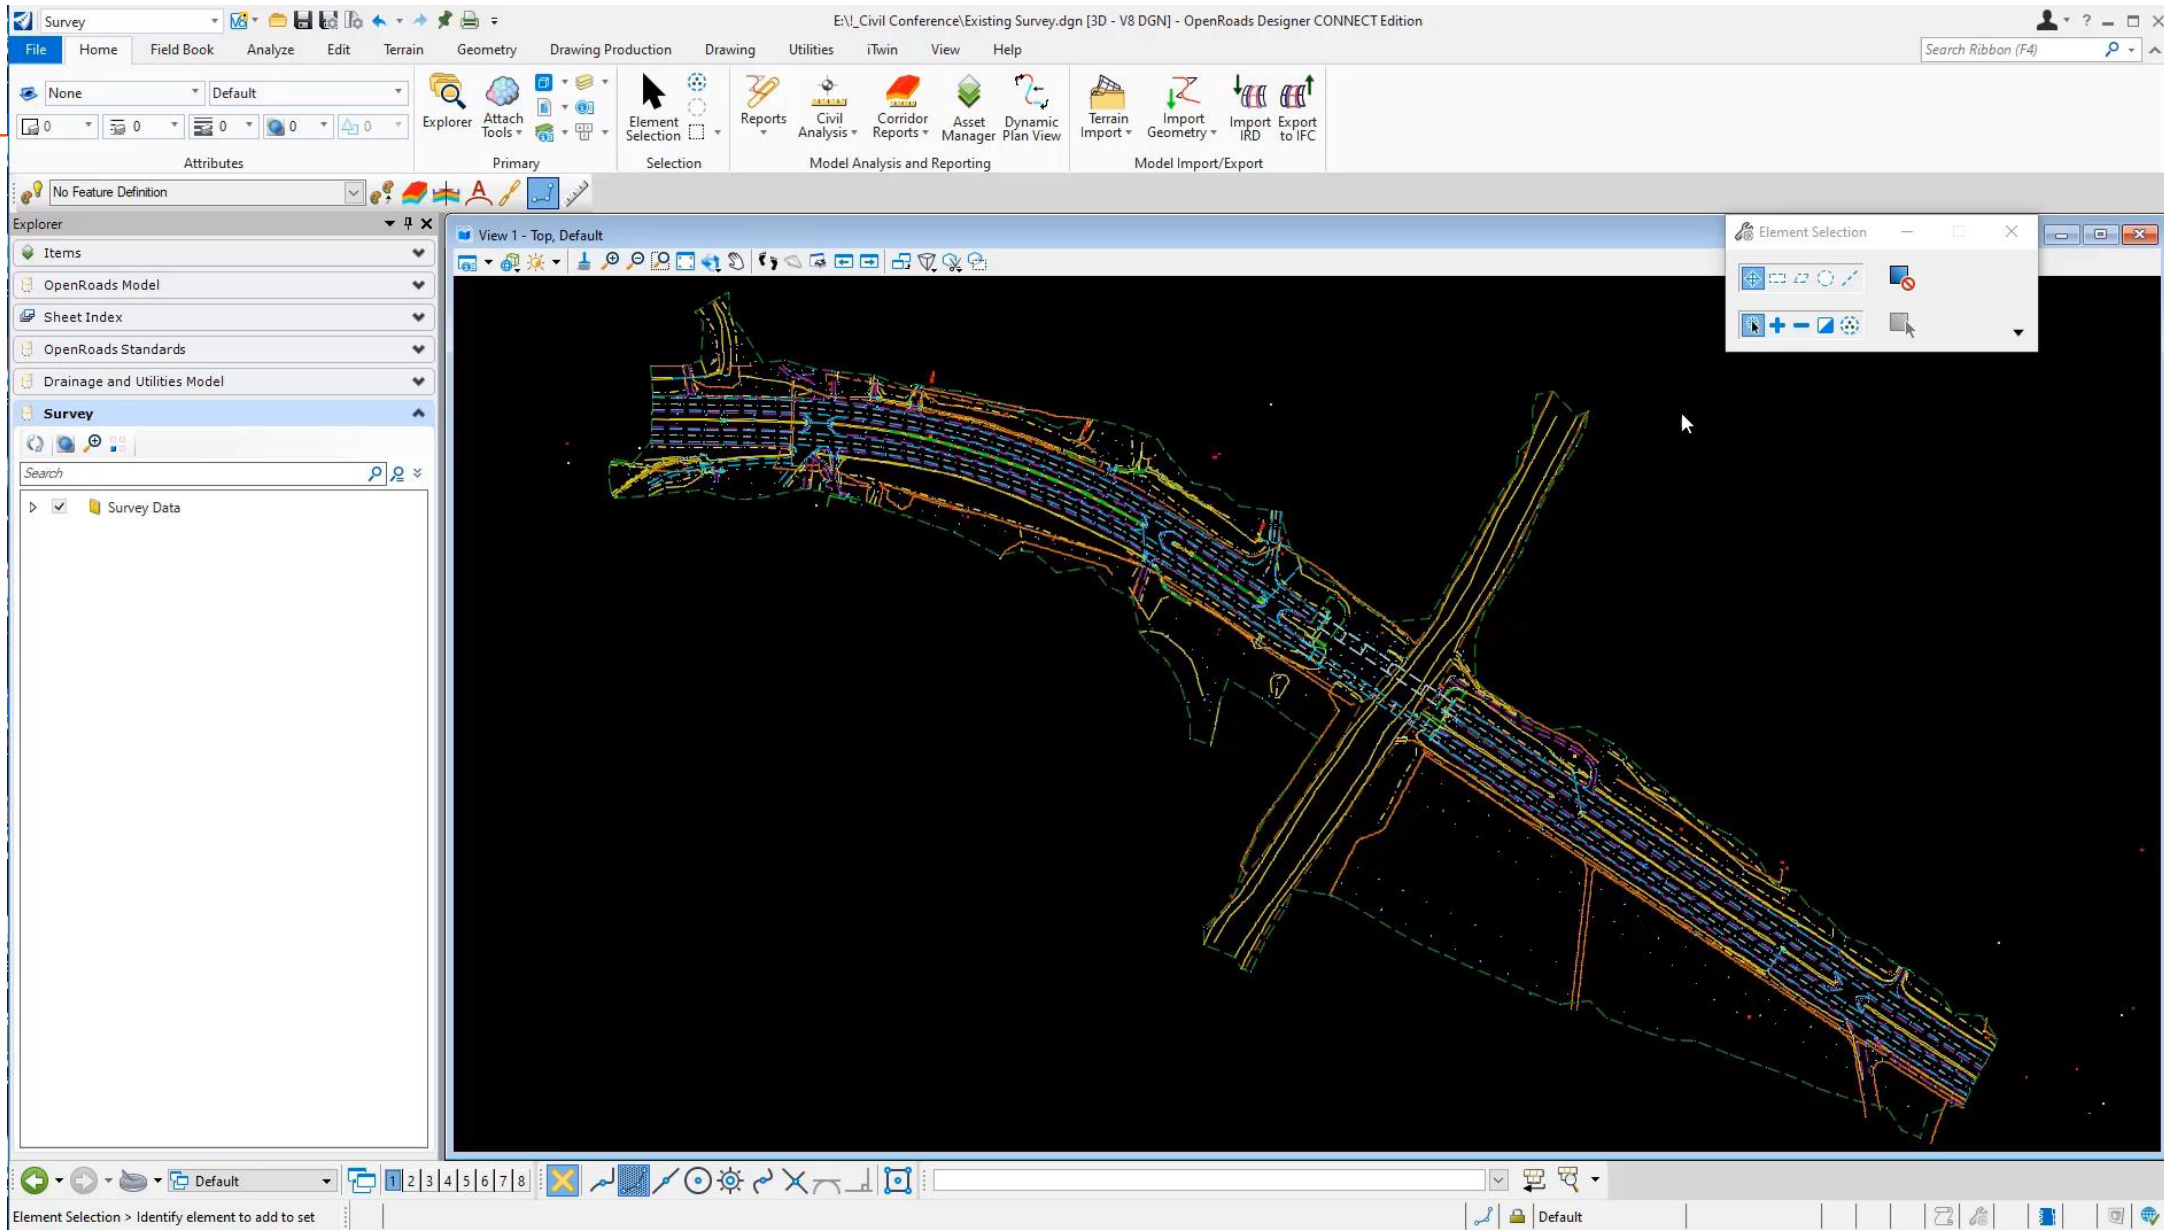 Survey
E:\!_Civil Conference\Existing Survey.dgn [3D - V8 DGN] - OpenRoads Designer CONNECT Edition
File Home Field Book Analyze Edit Terrain Geometry Drawing Production Drawing Utilities iTwin View Help
Search Ribbon (F4)
None Default
0 0 0 0 0
Attributes
Explorer
Attach Tools
Primary
Element Selection
Selection
Reports
Civil Analysis
Corridor Reports
Asset Manager
Dynamic Plan View
Model Analysis and Reporting
Terrain Import
Import Geometry
Import IRD
Export to IFC
Model Import/Export
No Feature Definition
Explorer
Items
OpenRoads Model
Sheet Index
OpenRoads Standards
Drainage and Utilities Model
Survey
Search
Survey Data
View 1 - Top, Default
Element Selection
Default
1 2 3 4 5 6 7 8
Element Selection > Identify element to add to set
Default